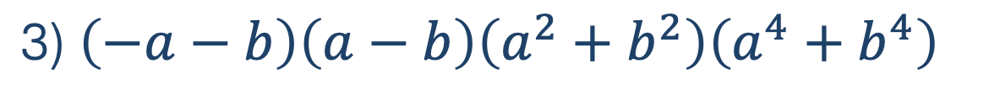 3) (−a − b)(a − b)(a² + b²)(a⁴ + b⁴)